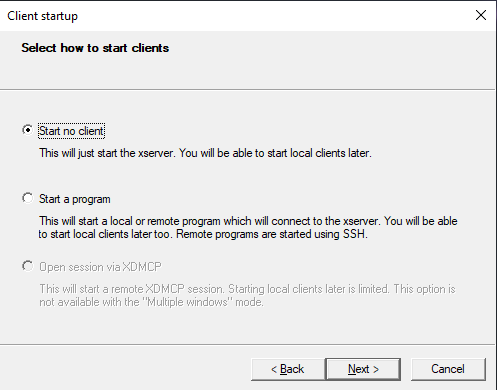 Client startup
Select how to start clients
Start no client
This will just start the xserver. You will be able to start local clients later.
Start a program
This will start a local or remote program which will connect to the xserver. You will be able
to start local clients later too. Remote programs are started using SSH.
Open session via XDMCP
This will start a remote XDMCP session. Starting local clients later is limited. This option is
not available with the "Multiple windows" mode.
< Back Next > Cancel